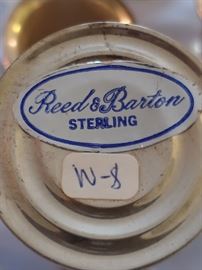 Reed & Barton
STERLING
W-8